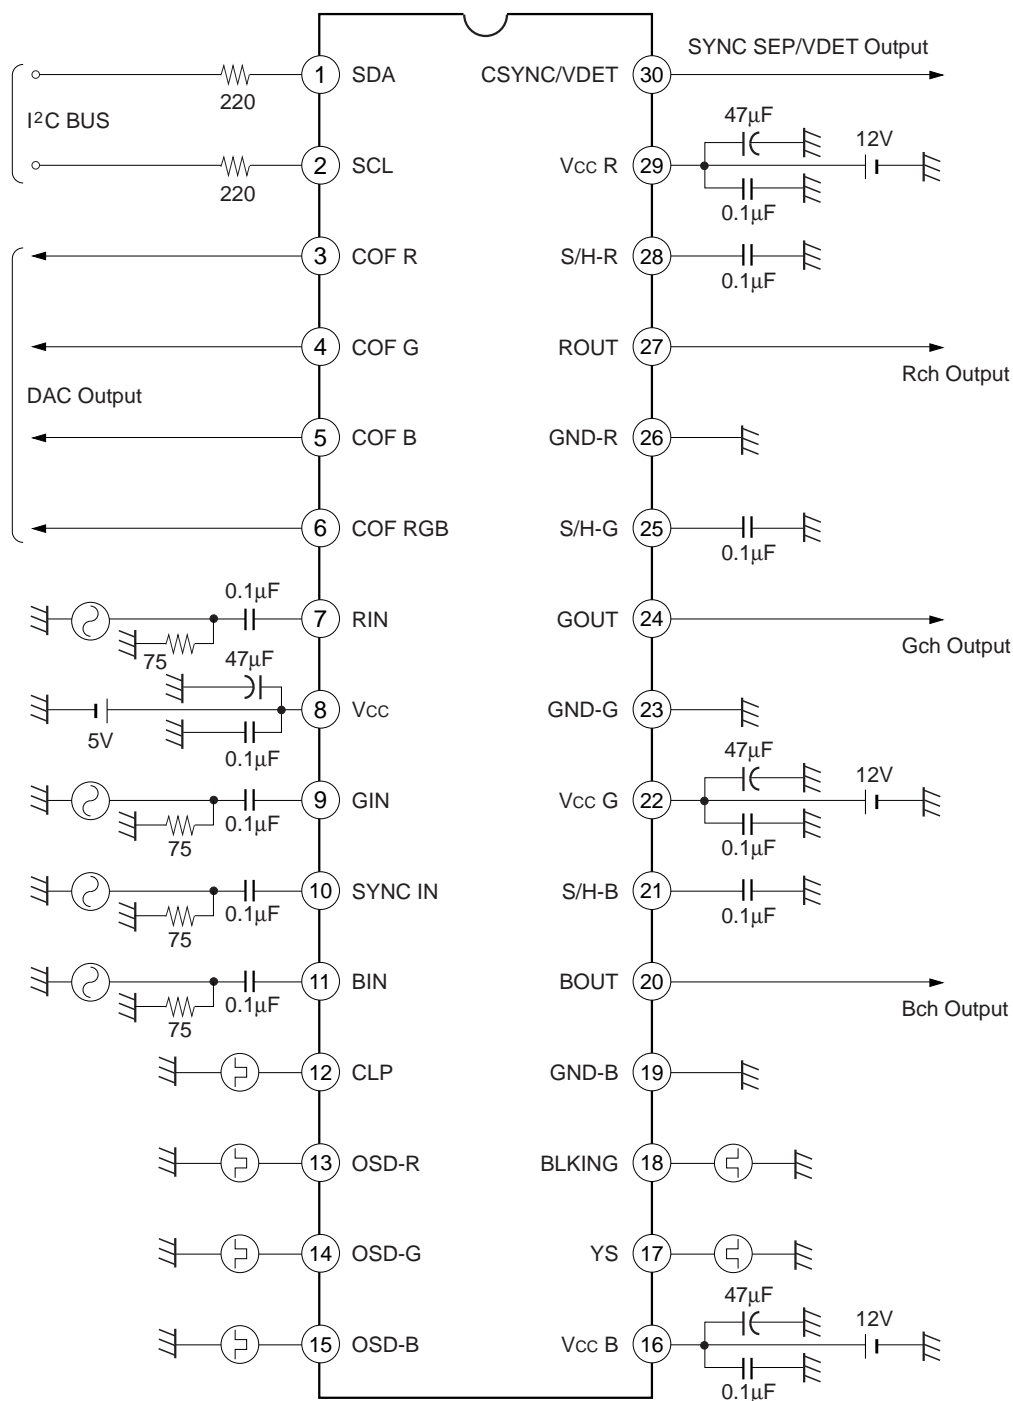 SYNC SEP/VDET Output
1 SDA
CSYNC/VDET 30
220
I²C BUS
47µF
12V
2 SCL
Vcc R 29
220
0.1µF
3 COF R
S/H-R 28
0.1µF
4 COF G
ROUT 27
Rch Output
DAC Output
5 COF B
GND-R 26
6 COF RGB
S/H-G 25
0.1µF
0.1µF
7 RIN
GOUT 24
75
47µF
Gch Output
8 Vcc
GND-G 23
5V
0.1µF
47µF
12V
9 GIN
Vcc G 22
75
0.1µF
0.1µF
10 SYNC IN
S/H-B 21
75
0.1µF
0.1µF
11 BIN
BOUT 20
75
0.1µF
Bch Output
12 CLP
GND-B 19
13 OSD-R
BLKING 18
14 OSD-G
YS 17
47µF
12V
15 OSD-B
Vcc B 16
0.1µF